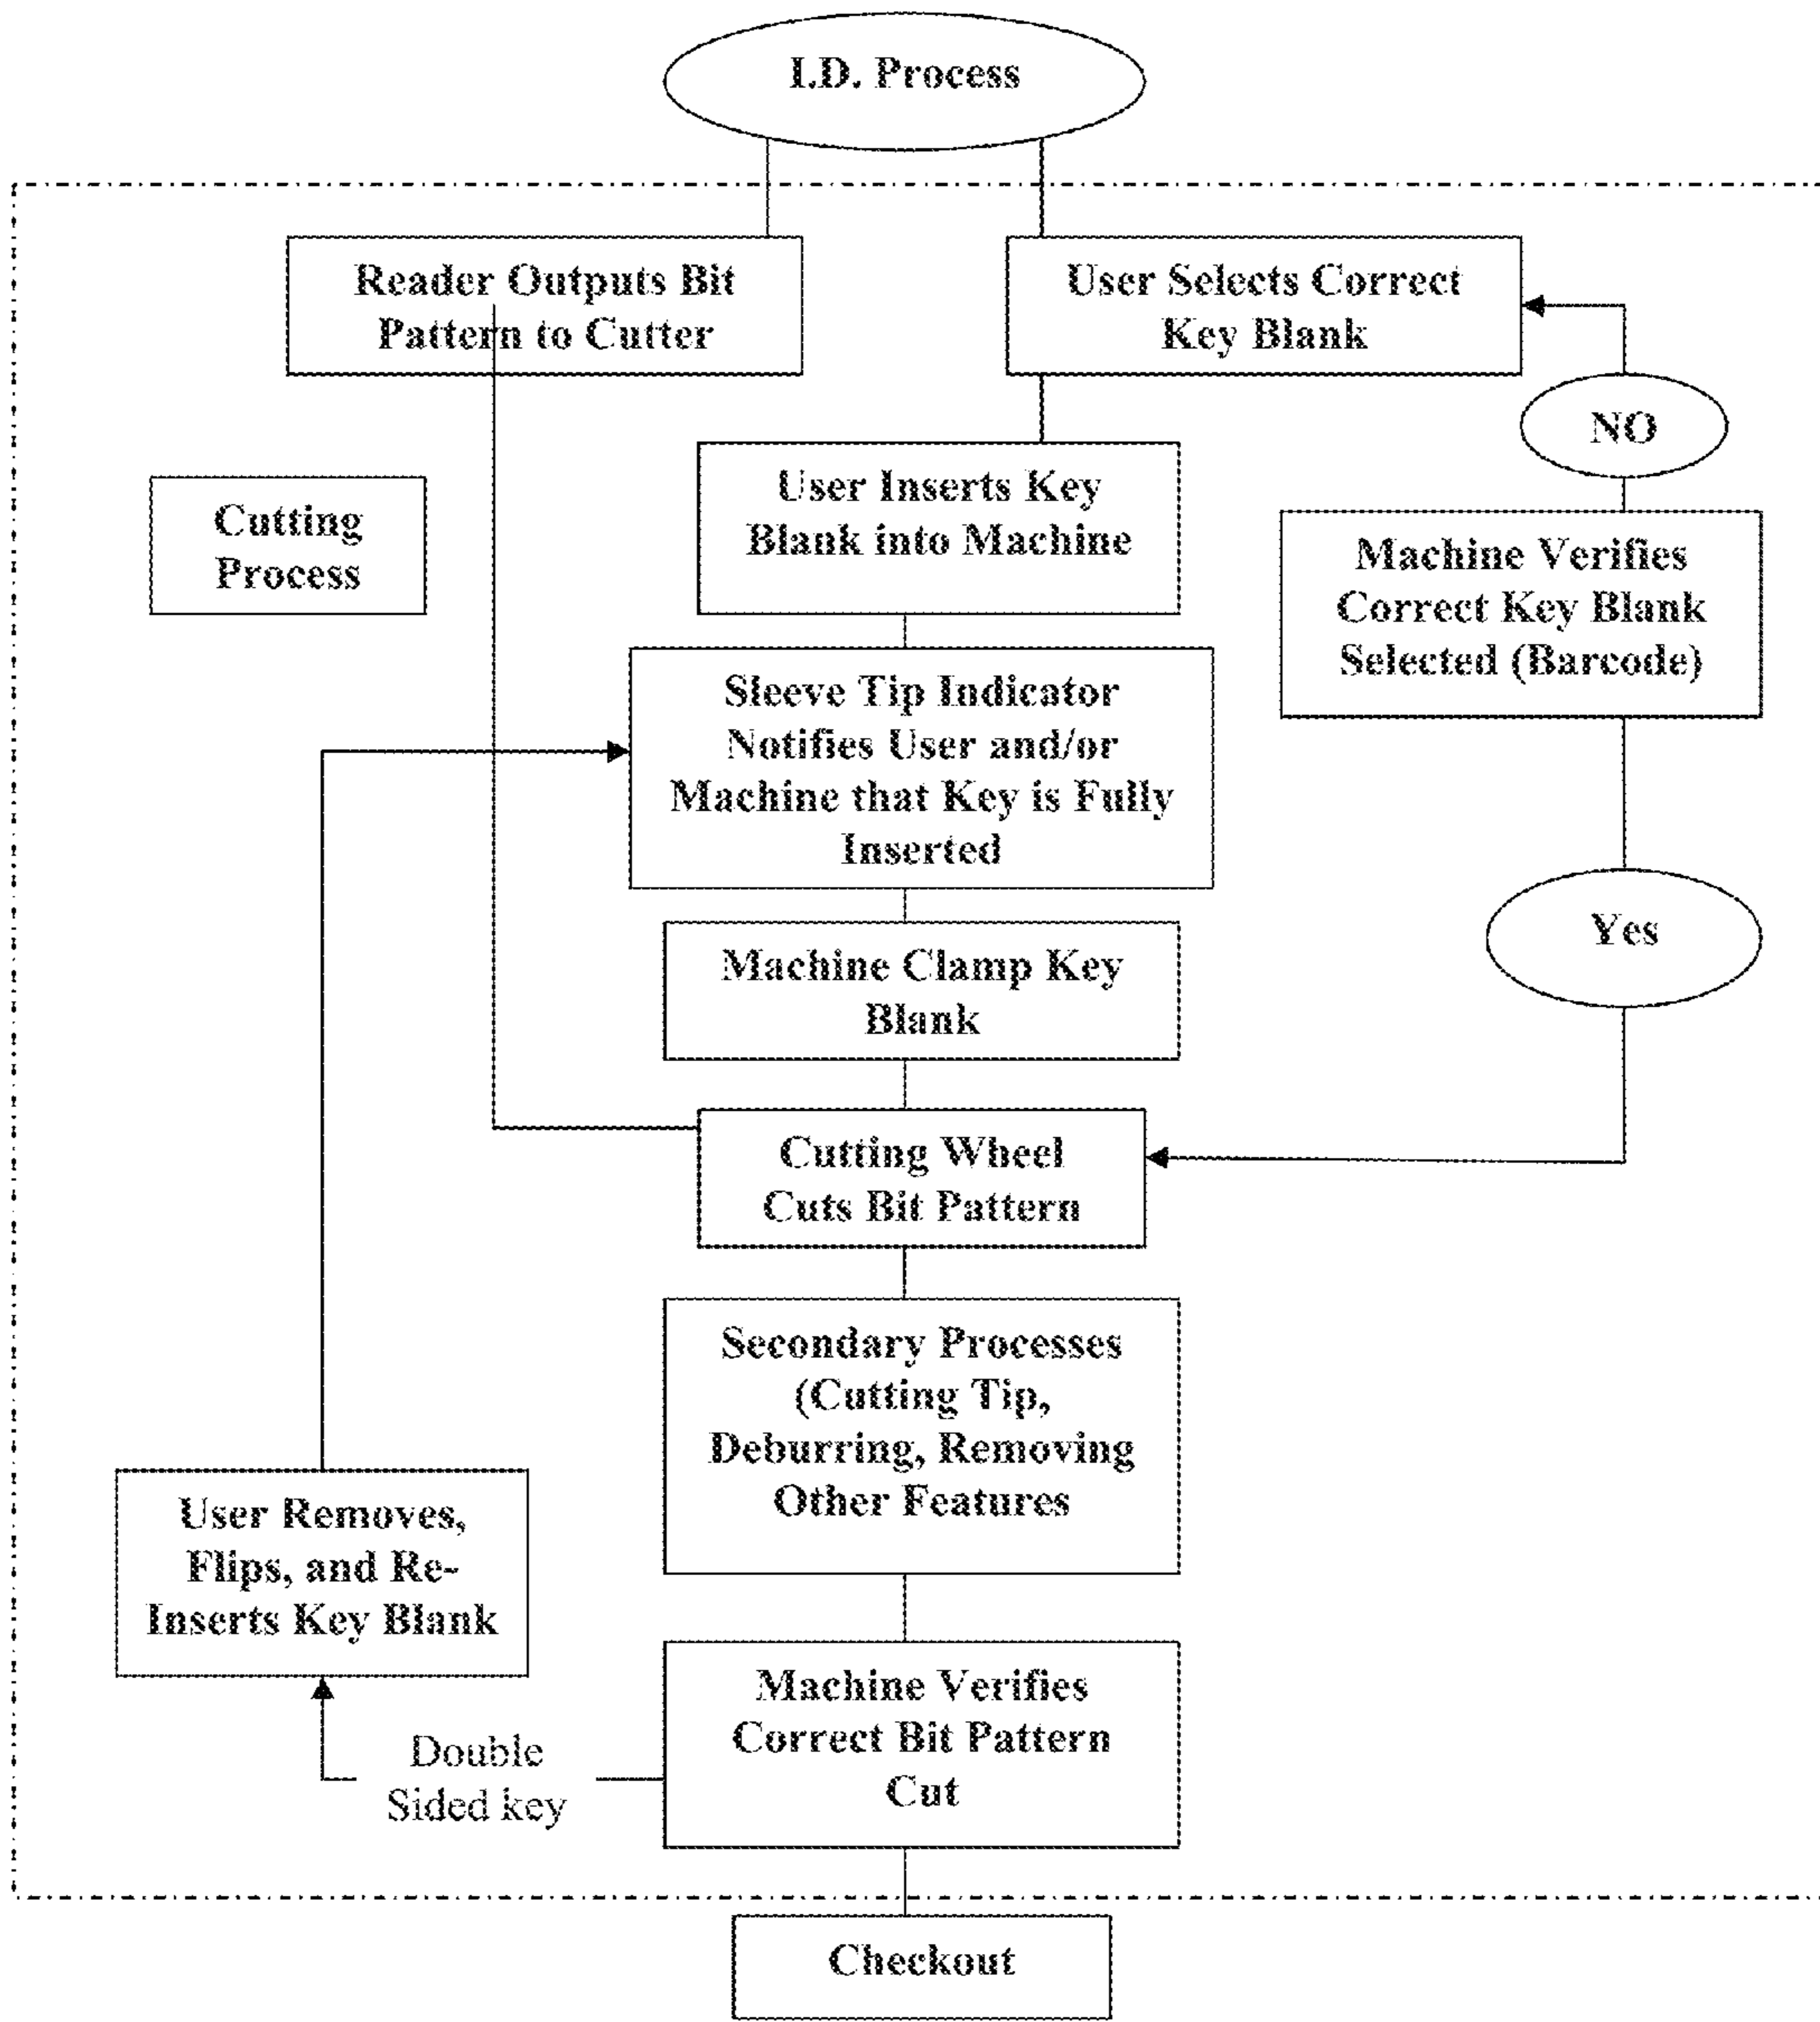 I.D. Process
Reader Outputs Bit
Pattern to Cutter
User Selects Correct
Key Blank
NO
User Inserts Key
Blank into Machine
Cutting
Process
Machine Verifies
Correct Key Blank
Selected (Barcode)
Sleeve Tip Indicator
Notifies User and/or
Machine that Key is Fully
Inserted
Yes
Machine Clamp Key
Blank
Cutting Wheel
Cuts Bit Pattern
Secondary Processes
(Cutting Tip,
Deburring, Removing
Other Features
User Removes,
Flips, and Re-
Inserts Key Blank
Machine Verifies
Correct Bit Pattern
Cut
Double
Sided key
Checkout